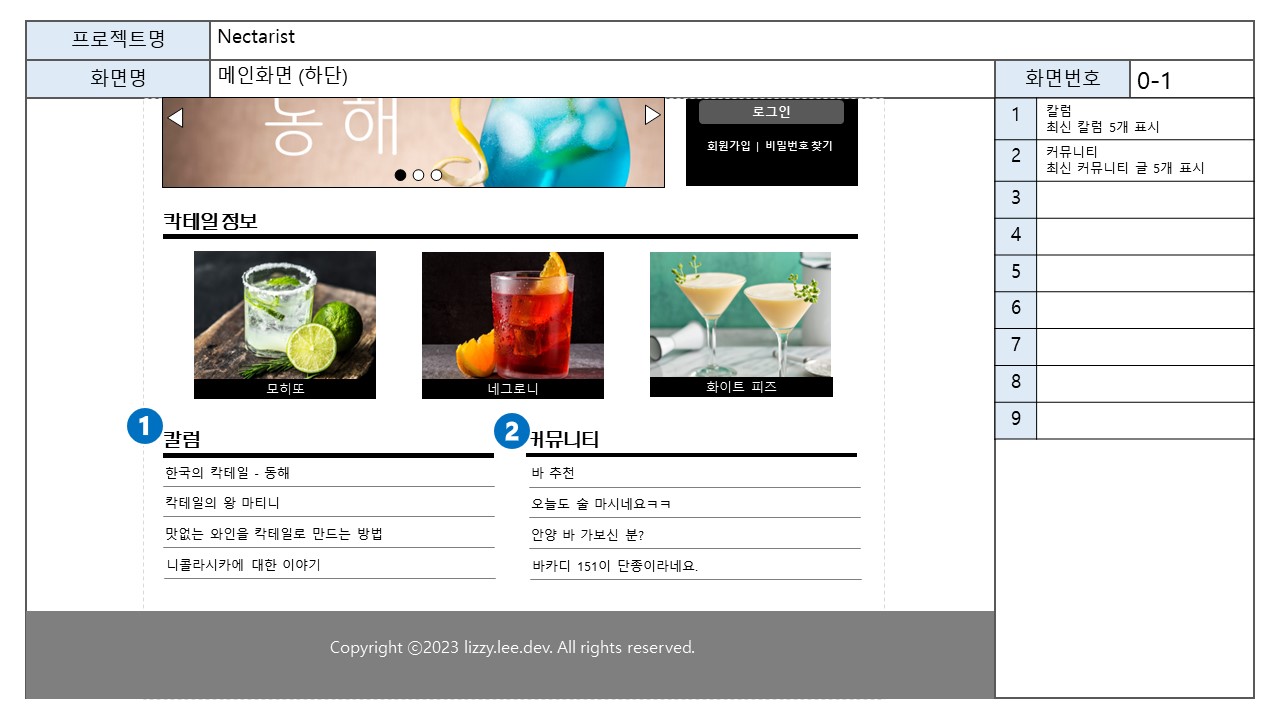 프로젝트명
Nectarist
화면명
메인화면 (하단)
화면번호
0-1
동 해
로그인
회원가입 | 비밀번호 찾기
칵테일 정보
모히또
네그로니
화이트 피즈
1
칼럼
한국의 칵테일 - 동해
칵테일의 왕 마티니
맛없는 와인을 칵테일로 만드는 방법
니콜라시카에 대한 이야기
2
커뮤니티
바 추천
오늘도 술 마시네요ㅋㅋ
안양 바 가보신 분?
바카디 151이 단종이라네요.
Copyright ⓒ2023 lizzy.lee.dev. All rights reserved.
1
칼럼
최신 칼럼 5개 표시
2
커뮤니티
최신 커뮤니티 글 5개 표시
3
4
5
6
7
8
9